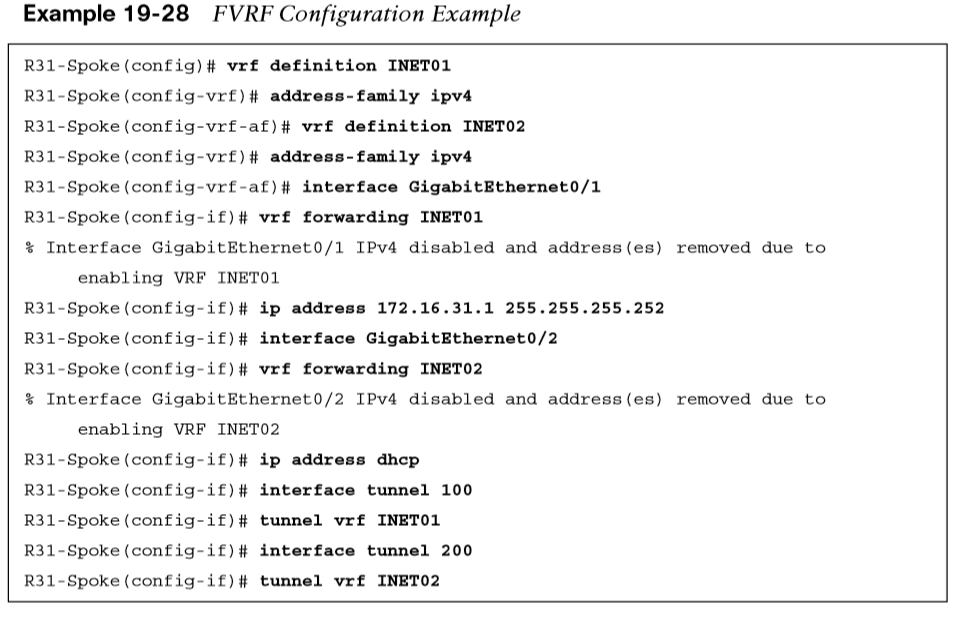 Example 19-28 FVRF Configuration Example
R31-Spoke(config)# vrf definition INET01
R31-Spoke(config-vrf)# address-family ipv4
R31-Spoke(config-vrf-af)# vrf definition INET02
R31-Spoke(config-vrf)# address-family ipv4
R31-Spoke(config-vrf-af)# interface GigabitEthernet0/1
R31-Spoke(config-if)# vrf forwarding INET01
% Interface GigabitEthernet0/1 IPv4 disabled and address(es) removed due to
enabling VRF INET01
R31-Spoke(config-if)# ip address 172.16.31.1 255.255.255.252
R31-Spoke(config-if)# interface GigabitEthernet0/2
R31-Spoke(config-if)# vrf forwarding INET02
% Interface GigabitEthernet0/2 IPv4 disabled and address(es) removed due to
enabling VRF INET02
R31-Spoke(config-if)# ip address dhcp
R31-Spoke(config-if)# interface tunnel 100
R31-Spoke(config-if)# tunnel vrf INET01
R31-Spoke(config-if)# interface tunnel 200
R31-Spoke(config-if)# tunnel vrf INET02